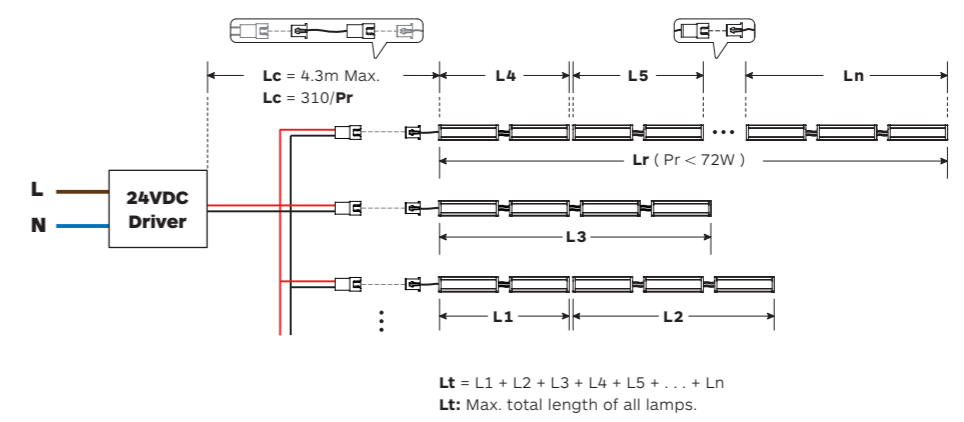 Lc = 4.3m Max.
Lc = 310/Pr
L4
L5
Ln
Lr ( Pr < 72W )
L
N
24VDC
Driver
L3
L1
L2
Lt = L1 + L2 + L3 + L4 + L5 + . . . + Ln
Lt: Max. total length of all lamps.